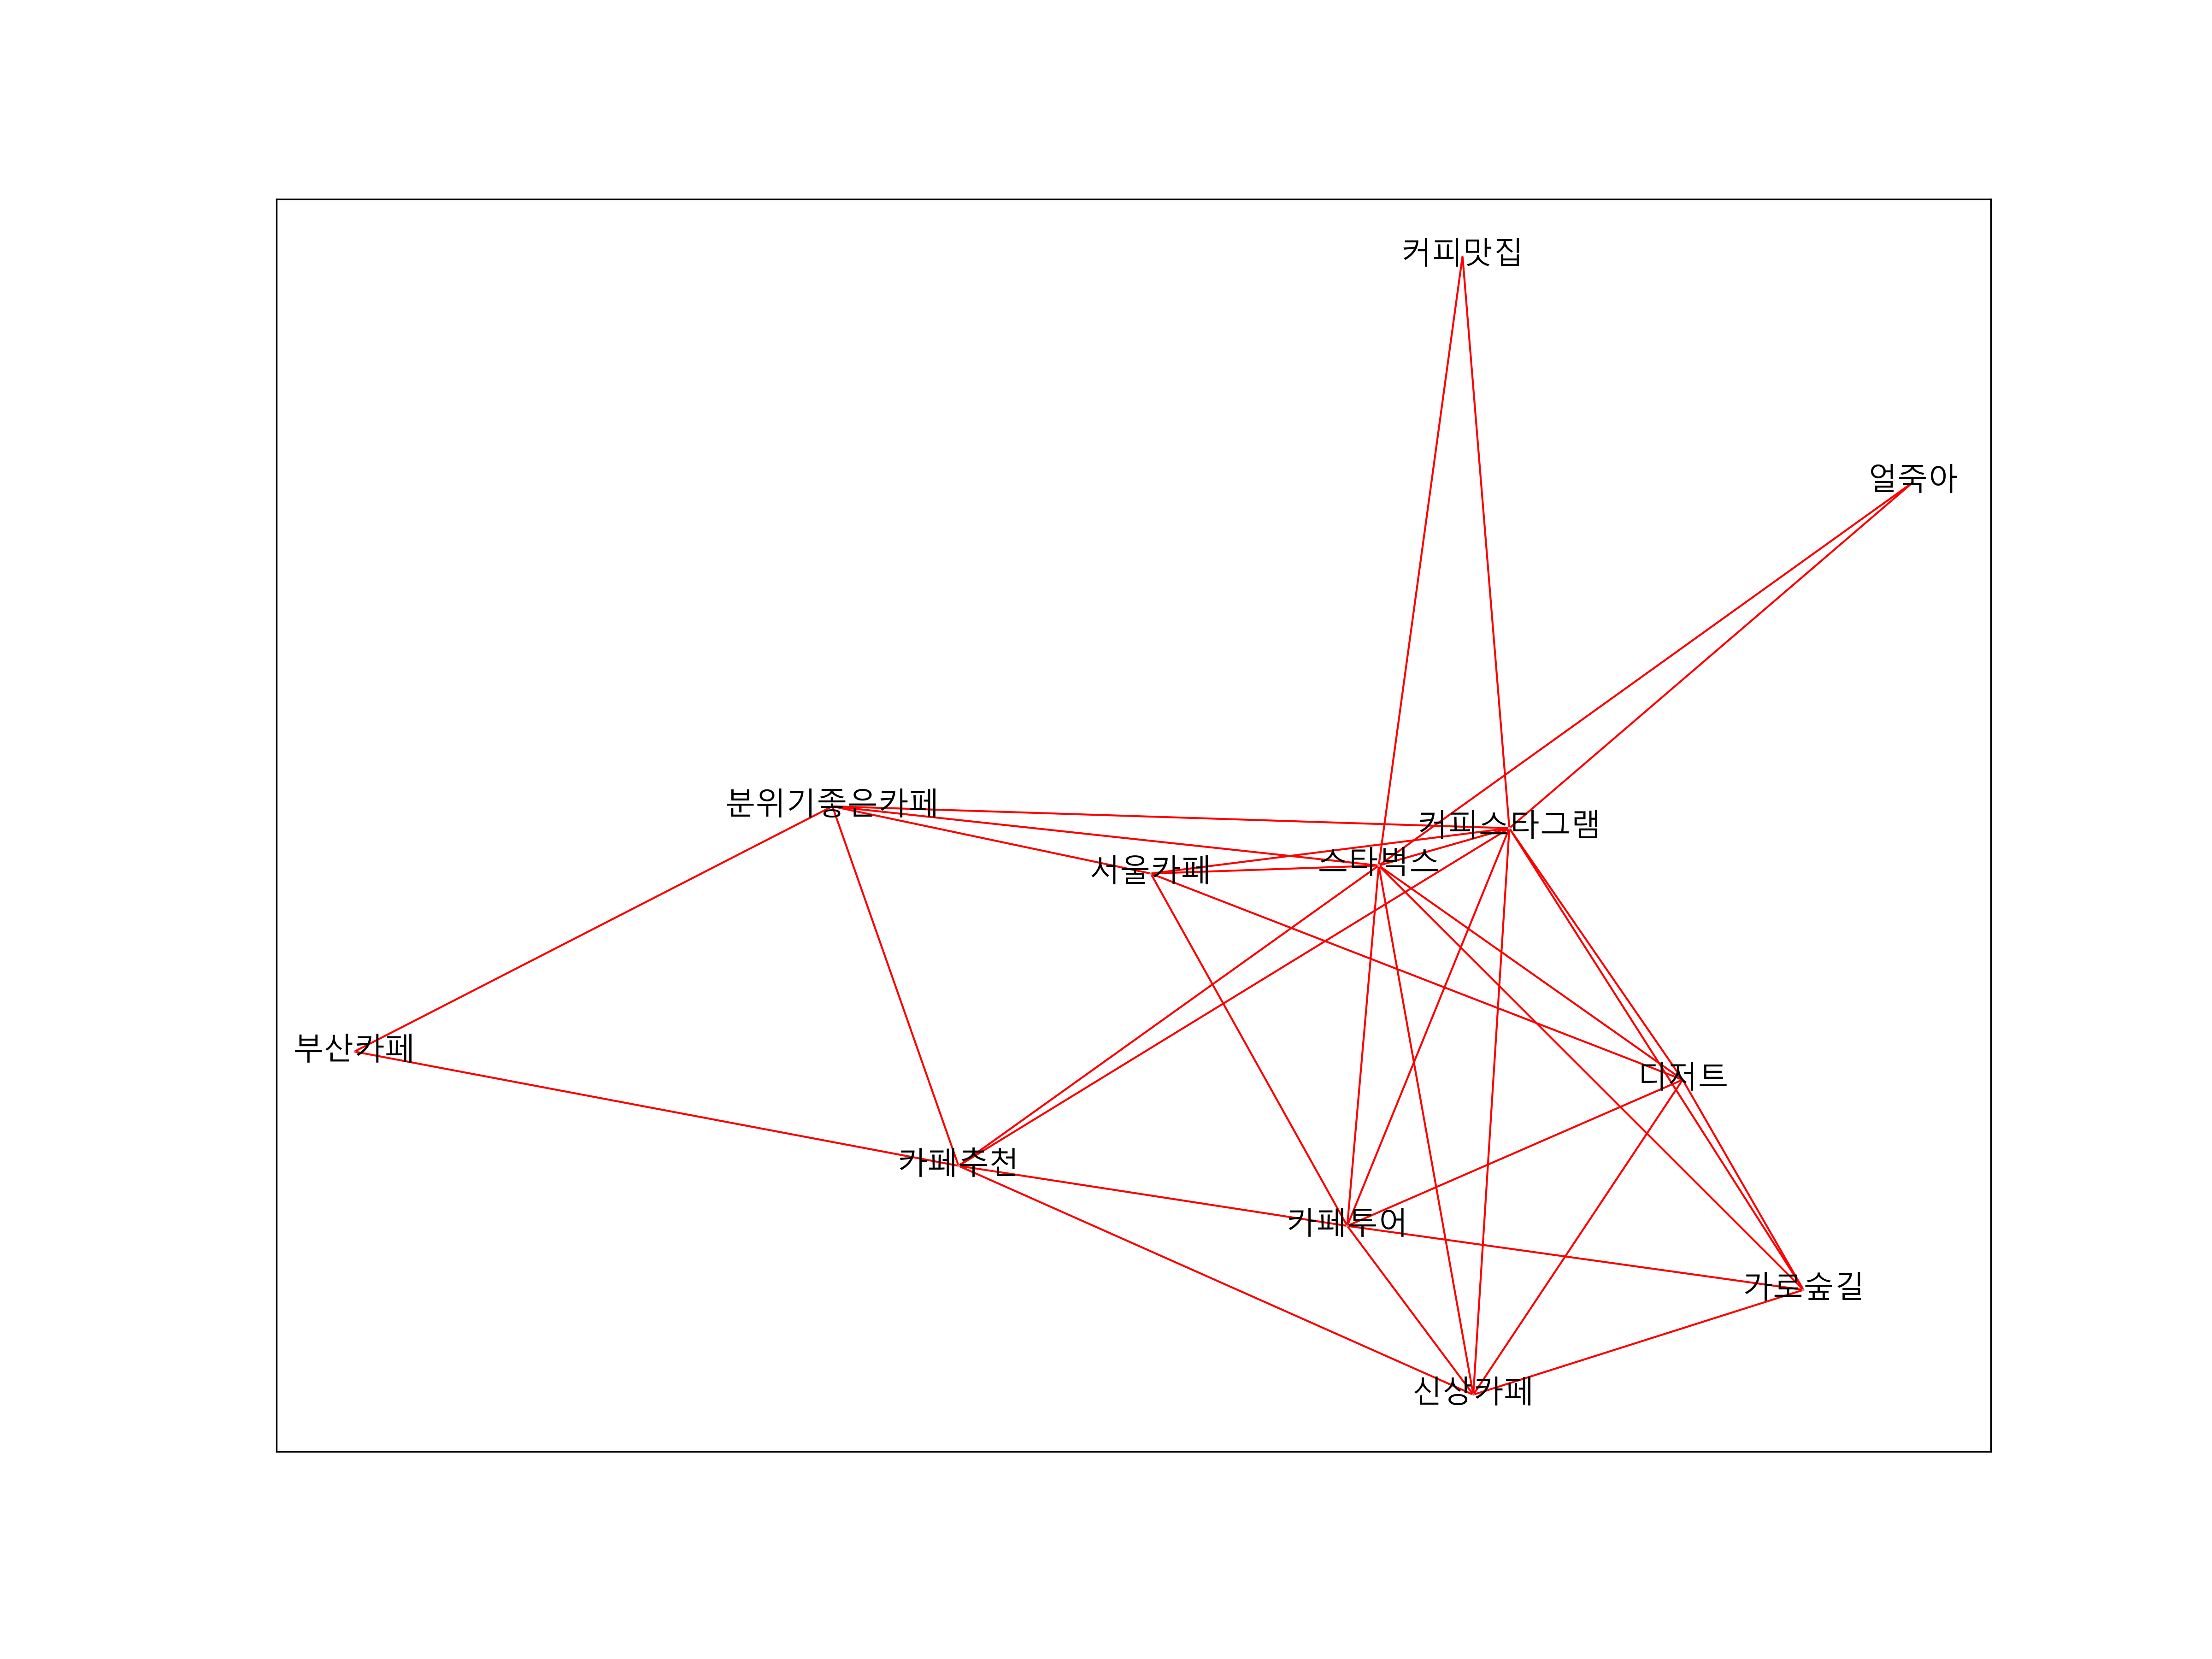 커피맛집
얼죽아
분위기좋은카페
커피스타그램
스타벅스
서울카페
부산카페
디저트
카페추천
카페투어
가로숲길
신상카페